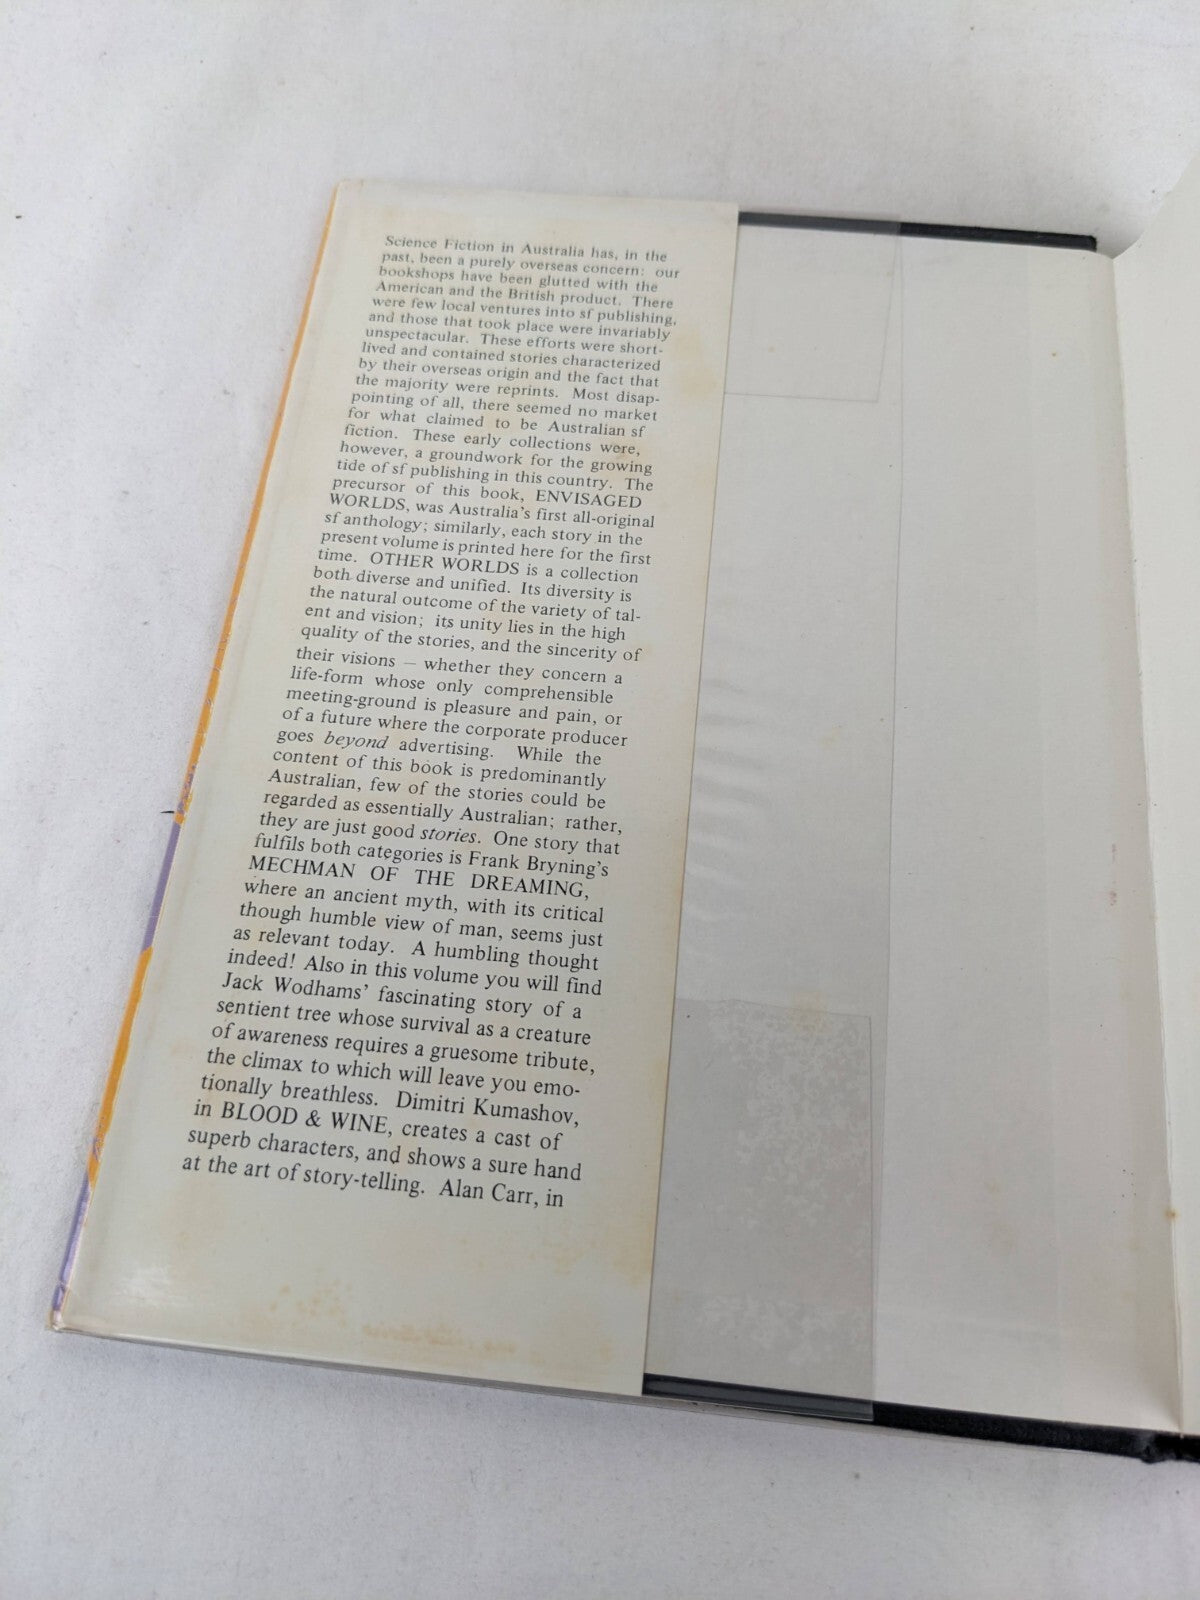 Science Fiction in Australia has, in the
past, been a purely overseas concern: our
bookshops have been glutted with the
American and the British product. There
were few local ventures into sf publishing,
and those that took place were invariably
unspectacular. These efforts were short-
lived and contained stories characterized
by their overseas origin and the fact that
the majority were reprints. Most disap-
pointing of all, there seemed no market
for what claimed to be Australian sf
fiction. These early collections were,
however, a groundwork for the growing
tide of sf publishing in this country. The
precursor of this book, ENVISAGED
WORLDS, was Australia's first all-original
sf anthology; similarly, each story in the
present volume is printed here for the first
time. OTHER WORLDS is a collection
both diverse and unified. Its diversity is
the natural outcome of the variety of tal-
ent and vision; its unity lies in the high
quality of the stories, and the sincerity of
their visions – whether they concern a
life-form whose only comprehensible
meeting-ground is pleasure and pain, or
of a future where the corporate producer
goes beyond advertising. While the
content of this book is predominantly
Australian, few of the stories could be
regarded as essentially Australian; rather,
they are just good stories. One story that
fulfils both categories is Frank Bryning's
MECHMAN OF THE DREAMING,
where an ancient myth, with its critical
though humble view of man, seems just
as relevant today. A humbling thought
indeed! Also in this volume you will find
Jack Wodhams' fascinating story of a
sentient tree whose survival as a creature
of awareness requires a gruesome tribute,
the climax to which will leave you emo-
tionally breathless. Dimitri Kumashov,
in BLOOD & WINE, creates a cast of
superb characters, and shows a sure hand
at the art of story-telling. Alan Carr, in